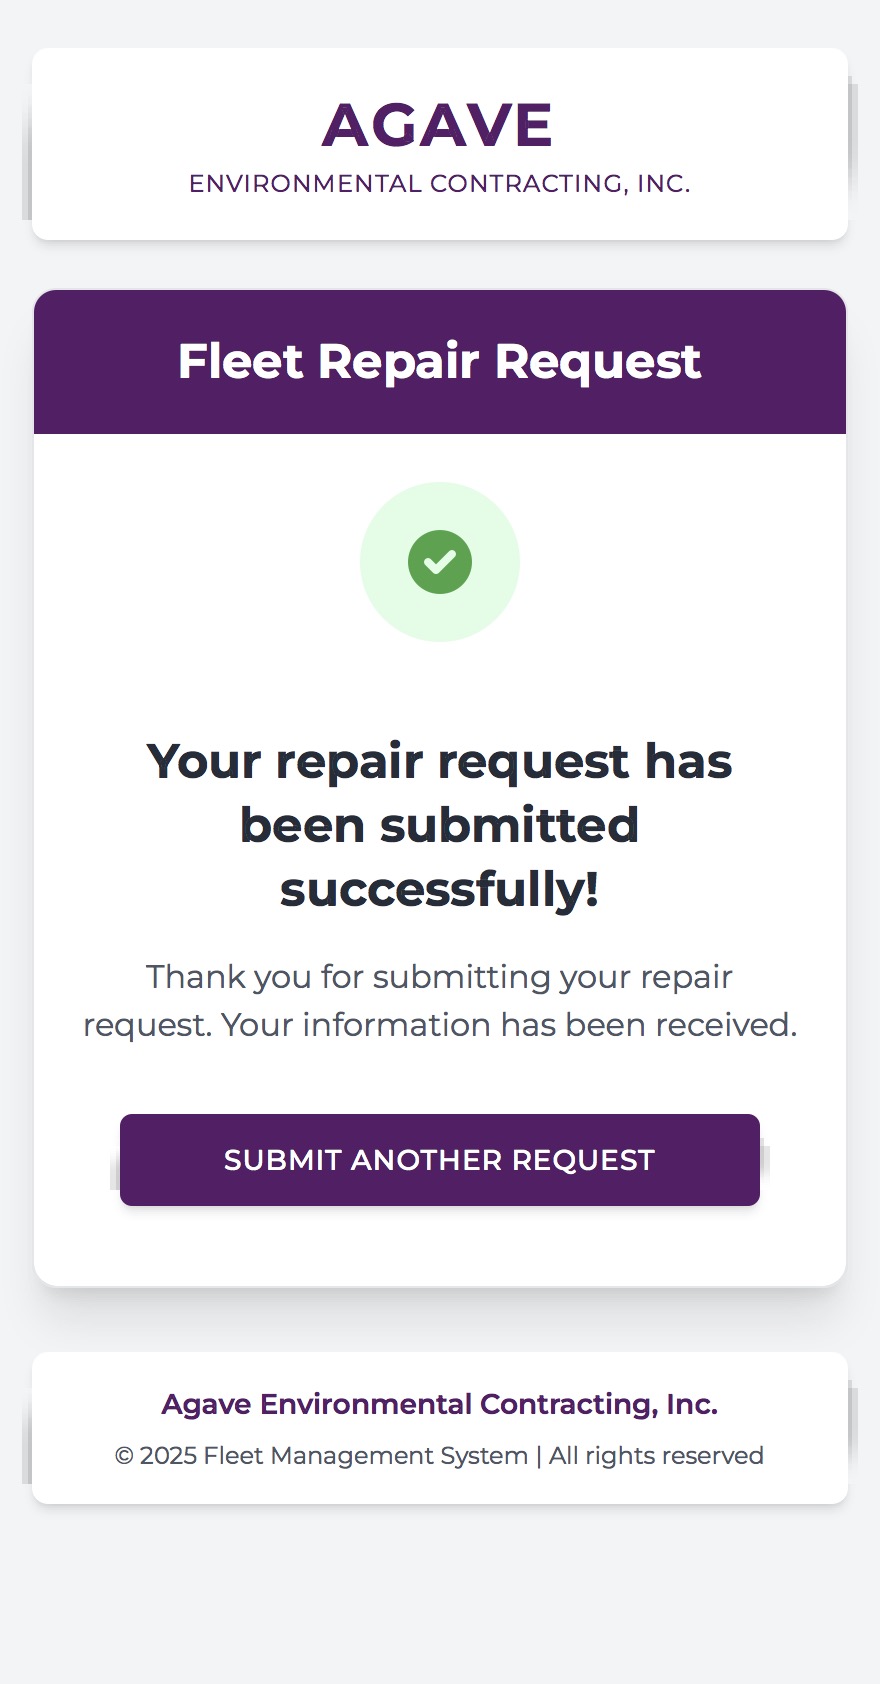 AGAVE
ENVIRONMENTAL CONTRACTING, INC.
Fleet Repair Request
Your repair request has
been submitted
successfully!
Thank you for submitting your repair
request. Your information has been received.
SUBMIT ANOTHER REQUEST
Agave Environmental Contracting, Inc.
© 2025 Fleet Management System | All rights reserved